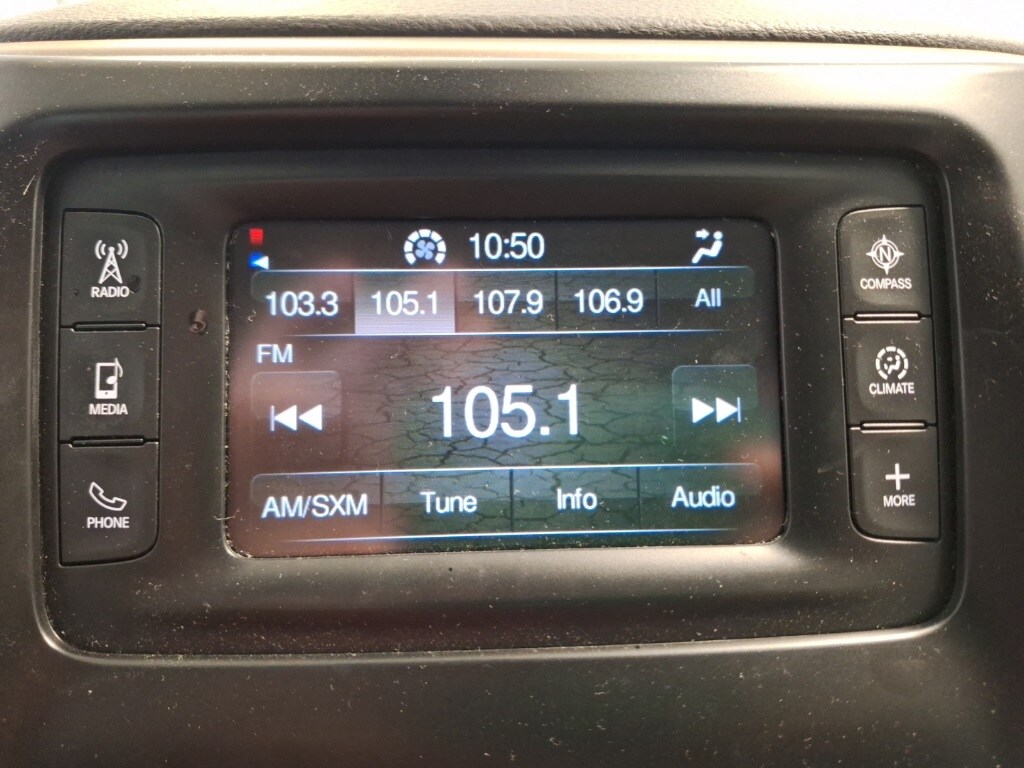 10:50
103.3 105.1 107.9 106.9 All
FM
105.1
AM/SXM Tune Info Audio
RADIO
MEDIA
PHONE
N
COMPASS
CLIMATE
+
MORE